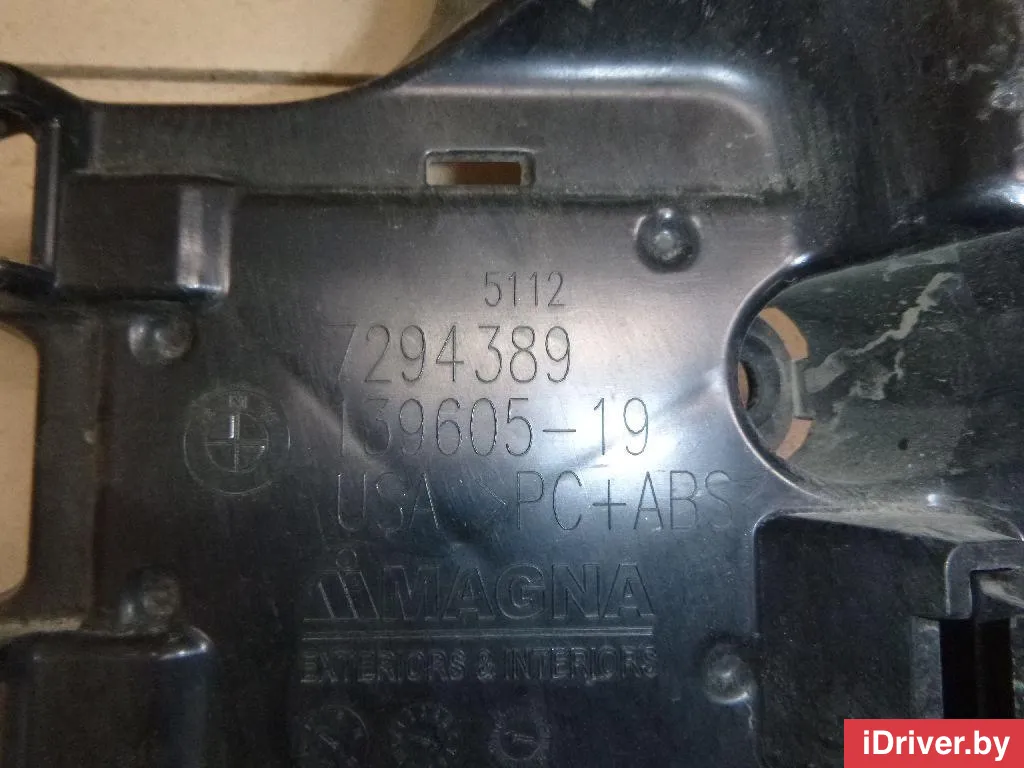 5112
7294389
139605-19
USA >PC+ABS<
MAGNA
EXTERIORS & INTERIORS
iDriver.by